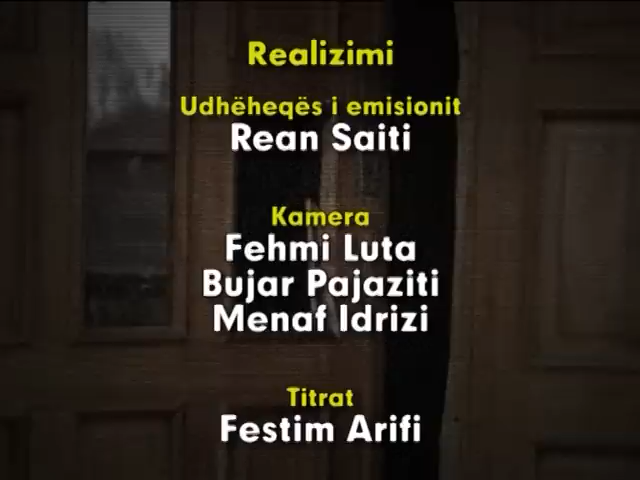 Realizimi
Udhëheqës i emisionit
Rean Saiti
Kamera
Fehmi Luta
Bujar Pajaziti
Menaf Idrizi
Titrat
Festim Arifi